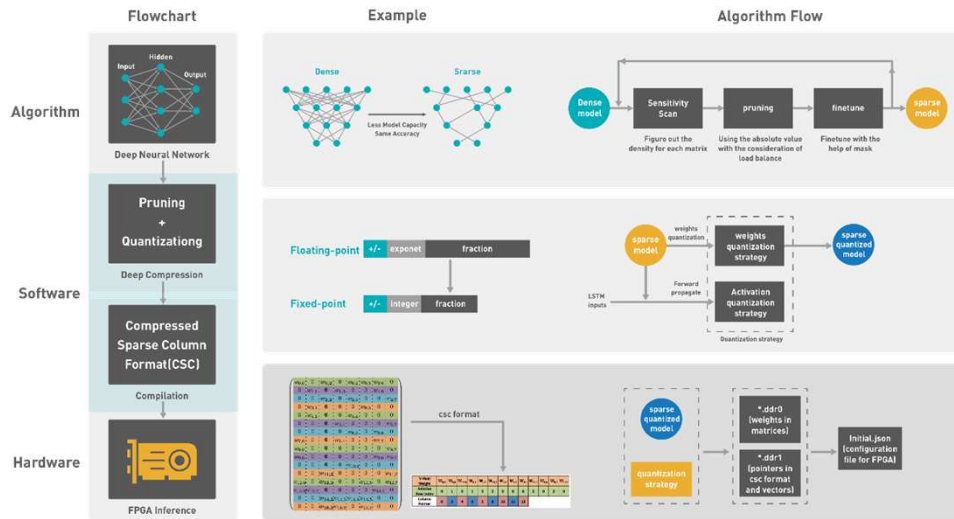 Flowchart
Example
Algorithm Flow
Algorithm
Input
Hidden
Output
Deep Neural Network
Dense
Srarse
Less Model Capacity
Same Accuracy
Dense
model
Sensitivity
Scan
pruning
finetune
sparse
model
Figure out the
density for each matrix
Using the absolute value
with the consideration of
load balance
Finetune with the
help of mask
Software
Pruning
+
Quantizationg
Deep Compression
Compressed
Sparse Column
Format(CSC)
Compilation
Floating-point
+/-
exponet
fraction
Fixed-point
+/-
integer
fraction
sparse
model
weights
quantization
weights
quantization
strategy
sparse
quantized
model
LSTM
inputs
Forward
propagate
Activation
quantization
strategy
Quantization strategy
Hardware
FPGA Inference
csc format
sparse
quantized
model
quantization
strategy
*.ddr0
(weights in
matrices)
*.ddr1
(pointers in
csc format
and vectors)
Initial.json
(configuration
file for FPGA)